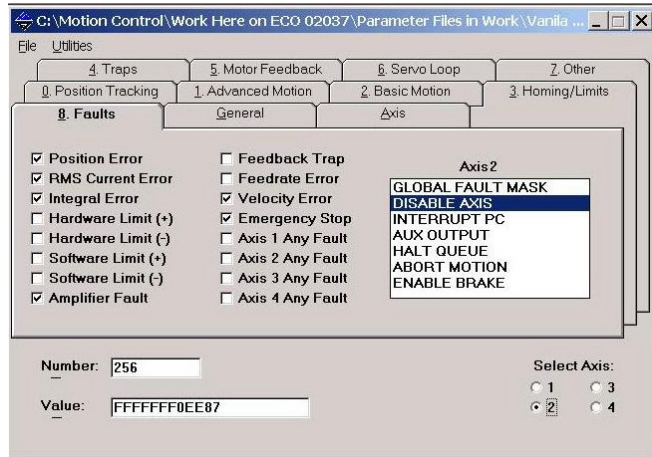 C:\Motion Control\Work Here on ECO 02037\Parameter Files in Work\Vanila ...
File Utilities
4. Traps 5. Motor Feedback 6. Servo Loop 7. Other
0. Position Tracking 1. Advanced Motion 2. Basic Motion 3. Homing/Limits
8. Faults General Axis
Position Error
RMS Current Error
Integral Error
Hardware Limit (+)
Hardware Limit (-)
Software Limit (+)
Software Limit (-)
Amplifier Fault
Feedback Trap
Feedrate Error
Velocity Error
Emergency Stop
Axis 1 Any Fault
Axis 2 Any Fault
Axis 3 Any Fault
Axis 4 Any Fault
Axis2
GLOBAL FAULT MASK
DISABLE AXIS
INTERRUPT PC
AUX OUTPUT
HALT QUEUE
ABORT MOTION
ENABLE BRAKE
Number: 256
Value: FFFFFFF0EE87
Select Axis:
1 3
2 4